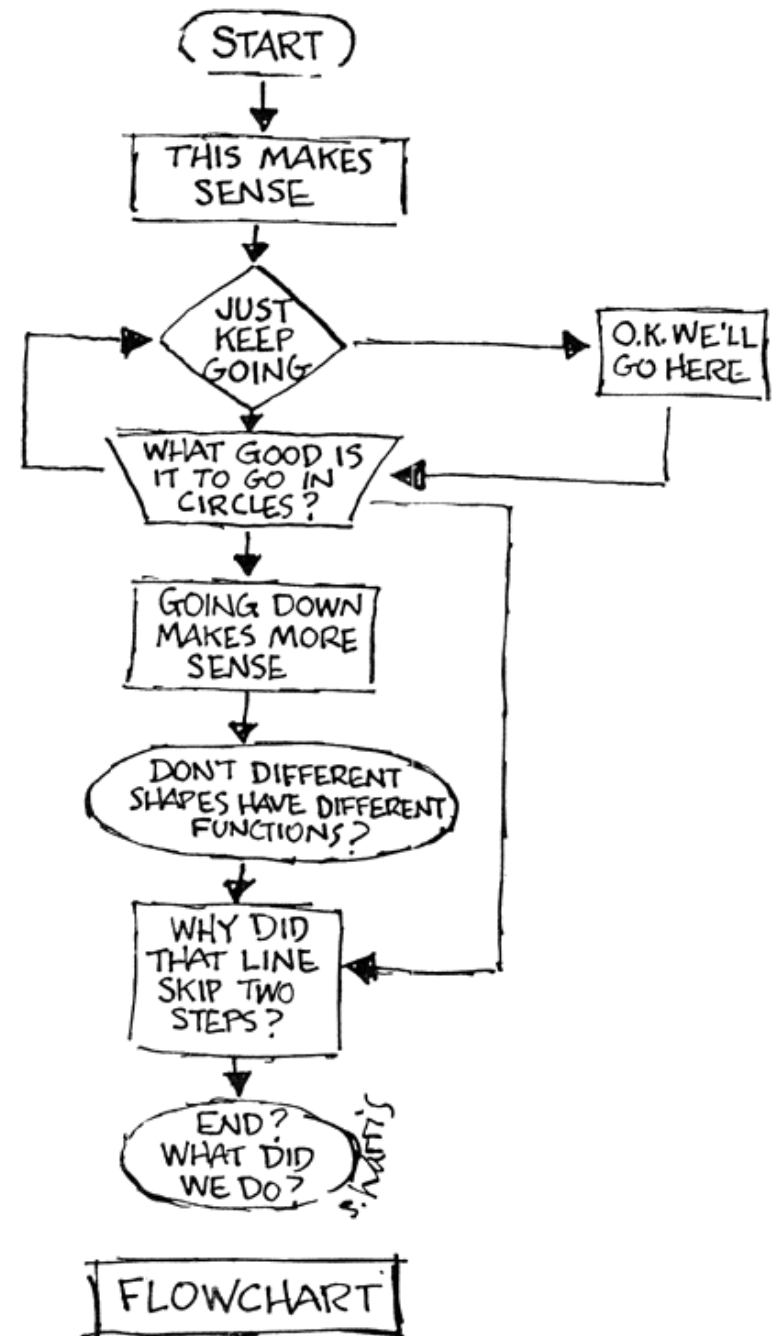 START
THIS MAKES
SENSE
JUST
KEEP
GOING
O.K. WE'LL
GO HERE
WHAT GOOD IS
IT TO GO IN
CIRCLES?
GOING DOWN
MAKES MORE
SENSE
DON'T DIFFERENT
SHAPES HAVE DIFFERENT
FUNCTIONS?
WHY DID
THAT LINE
SKIP TWO
STEPS?
END?
WHAT DID
WE DO?
s. harris
FLOWCHART